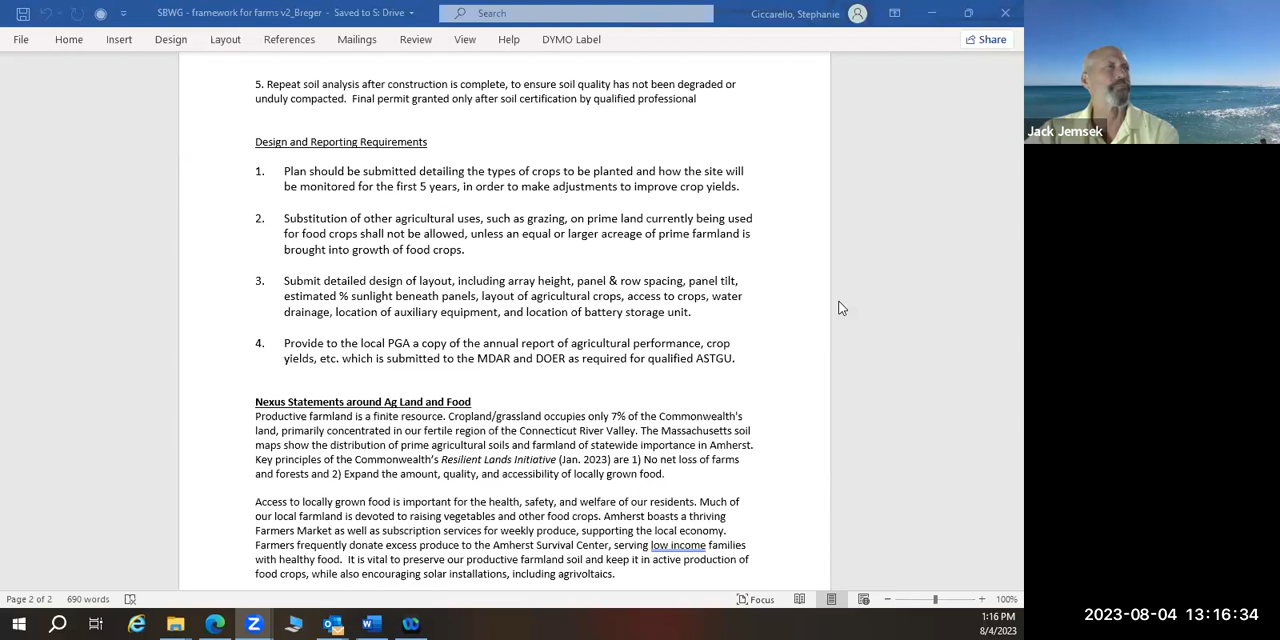 SBWG - framework for farms v2_Breger - Saved to S: Drive
Search
Ciccarello, Stephanie
File Home Insert Design Layout References Mailings Review View Help DYMO Label
Share
5. Repeat soil analysis after construction is complete, to ensure soil quality has not been degraded or
unduly compacted.  Final permit granted only after soil certification by qualified professional
Design and Reporting Requirements
1. Plan should be submitted detailing the types of crops to be planted and how the site will
be monitored for the first 5 years, in order to make adjustments to improve crop yields.
2. Substitution of other agricultural uses, such as grazing, on prime land currently being used
for food crops shall not be allowed, unless an equal or larger acreage of prime farmland is
brought into growth of food crops.
3. Submit detailed design of layout, including array height, panel & row spacing, panel tilt,
estimated % sunlight beneath panels, layout of agricultural crops, access to crops, water
drainage, location of auxiliary equipment, and location of battery storage unit.
4. Provide to the local PGA a copy of the annual report of agricultural performance, crop
yields, etc. which is submitted to the MDAR and DOER as required for qualified ASTGU.
Nexus Statements around Ag Land and Food
Productive farmland is a finite resource. Cropland/grassland occupies only 7% of the Commonwealth's
land, primarily concentrated in our fertile region of the Connecticut River Valley. The Massachusetts soil
maps show the distribution of prime agricultural soils and farmland of statewide importance in Amherst.
Key principles of the Commonwealth's Resilient Lands Initiative (Jan. 2023) are 1) No net loss of farms
and forests and 2) Expand the amount, quality, and accessibility of locally grown food.
Access to locally grown food is important for the health, safety, and welfare of our residents. Much of
our local farmland is devoted to raising vegetables and other food crops. Amherst boasts a thriving
Farmers Market as well as subscription services for weekly produce, supporting the local economy.
Farmers frequently donate excess produce to the Amherst Survival Center, serving low income families
with healthy food.  It is vital to preserve our productive farmland soil and keep it in active production of
food crops, while also encouraging solar installations, including agrivoltaics.
Page 2 of 2 690 words
Focus
100%
1:16 PM
8/4/2023
Jack Jemsek
2023-08-04 13:16:34